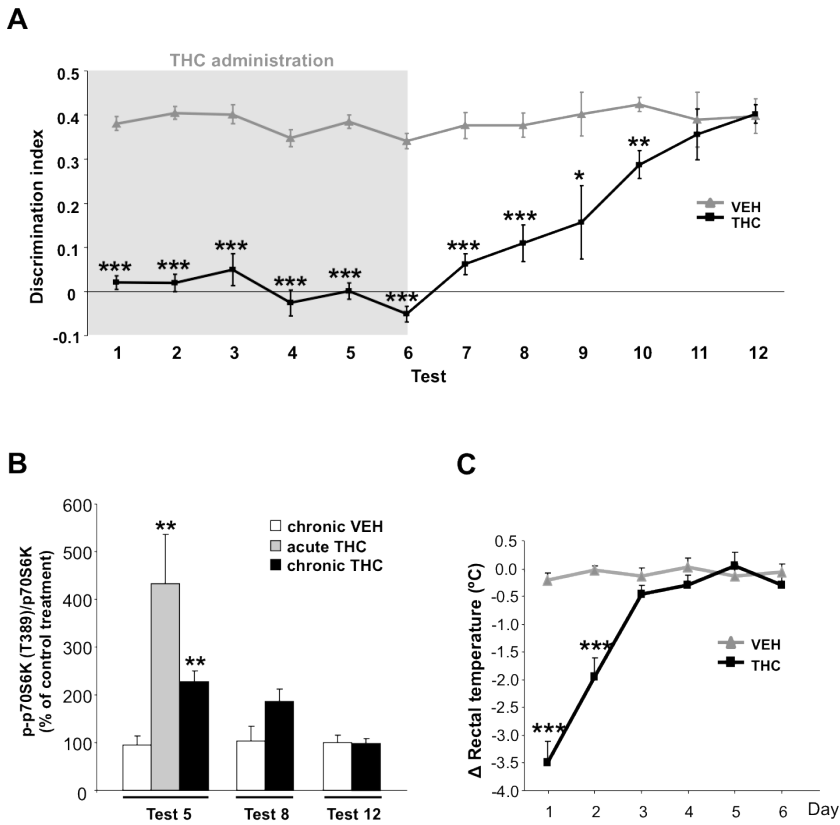 A
THC administration
Discrimination index
0.5
0.4
0.3
0.2
0.1
0
-0.1
*** *** *** *** *** *** *** *** * **
VEH
THC
1 2 3 4 5 6 7 8 9 10 11 12
Test
B
p-p70S6K (T389)/p70S6K
(% of control treatment)
600
500
400
300
200
100
0
** **
chronic VEH
acute THC
chronic THC
Test 5 Test 8 Test 12
C
Δ Rectal temperature (ºC)
0.5
0.0
-0.5
-1.0
-1.5
-2.0
-2.5
-3.0
-3.5
-4.0
*** ***
VEH
THC
1 2 3 4 5 6 Day